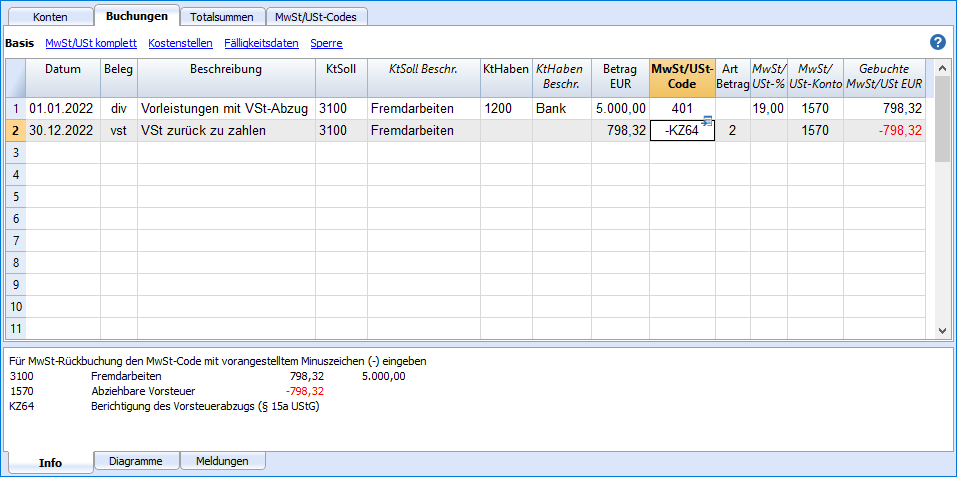 Konten Buchungen Totalsummen MwSt/USt-Codes
Basis MwSt/USt komplett Kostenstellen Fälligkeitsdaten Sperre ?
Datum Beleg Beschreibung KtSoll KtSoll Beschr. KtHaben KtHaben Beschr. Betrag EUR MwSt/USt-Code Art Betrag MwSt/USt-% MwSt/USt-Konto Gebuchte MwSt/USt EUR
1 01.01.2022 div Vorleistungen mit VSt-Abzug 3100 Fremdarbeiten 1200 Bank 5.000,00 401 19,00 1570 798,32
2 30.12.2022 vst VSt zurück zu zahlen 3100 Fremdarbeiten 798,32 -KZ64 2 1570 -798,32
3
4
5
6
7
8
9
10
11
Für MwSt-Rückbuchung den MwSt-Code mit vorangestelltem Minuszeichen (-) eingeben
3100 Fremdarbeiten 798,32 5.000,00
1570 Abziehbare Vorsteuer -798,32
KZ64 Berichtigung des Vorsteuerabzugs (§ 15a UStG)
Info Diagramme Meldungen